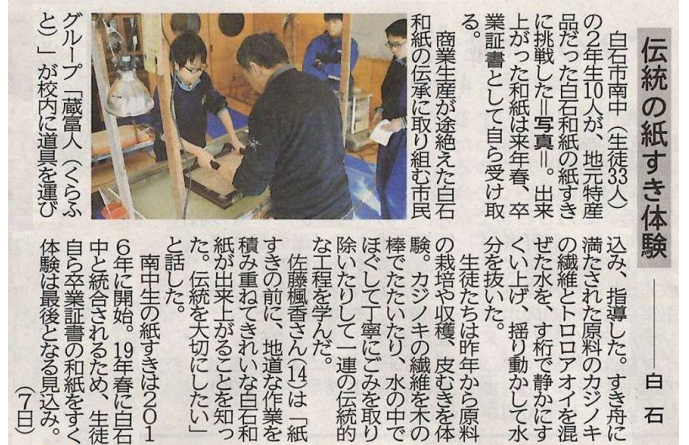 伝統の紙すき体験
白石
白石市南中（生徒33人）
の２年生10人が、地元特産
品だった白石和紙の紙すき
に挑戦した＝写真＝。出来
上がった和紙は来年春、卒
業証書として自ら受け取
る。
商業生産が途絶えた白石
和紙の伝承に取り組む市民
グループ「蔵富人（くらふ
と）」が校内に道具を運び
込み、指導した。すき舟に
満たされた原料のカジノキ
の繊維とトロロアオイを混
ぜた水を、す桁で静かにす
くい上げ、揺り動かして水
分を抜いた。
生徒たちは昨年から原料
の栽培や収穫、皮むきを体
験。カジノキの繊維を木の
棒でたたいたり、水の中で
ほぐして丁寧にごみを取り
除いたりして一連の伝統的
な工程を学んだ。
佐藤楓香さん(14)は「紙
すきの前に、地道な作業を
積み重ねてきれいな白石和
紙が出来上がることを知っ
た。伝統を大切にしたい」
と話した。
南中生の紙すきは２０１
６年に開始。19年春に白石
中と統合されるため、生徒
自ら卒業証書の和紙をすく
体験は最後となる見込み。
（７日）